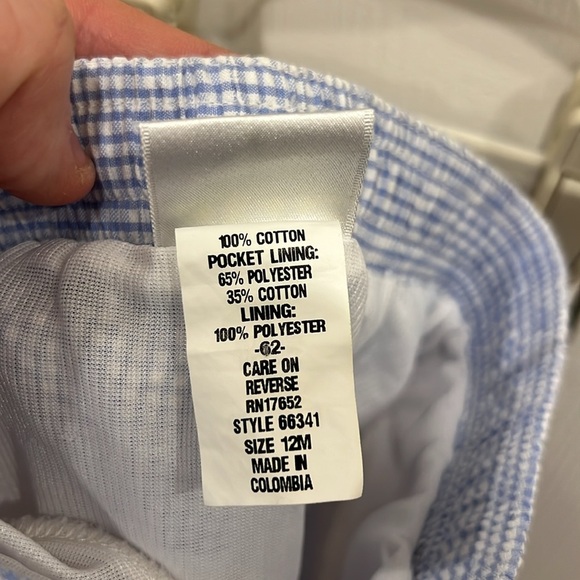 100% COTTON
POCKET LINING:
65% POLYESTER
35% COTTON
LINING:
100% POLYESTER
-62-
CARE ON
REVERSE
RN17652
STYLE 66341
SIZE 12M
MADE IN
COLOMBIA